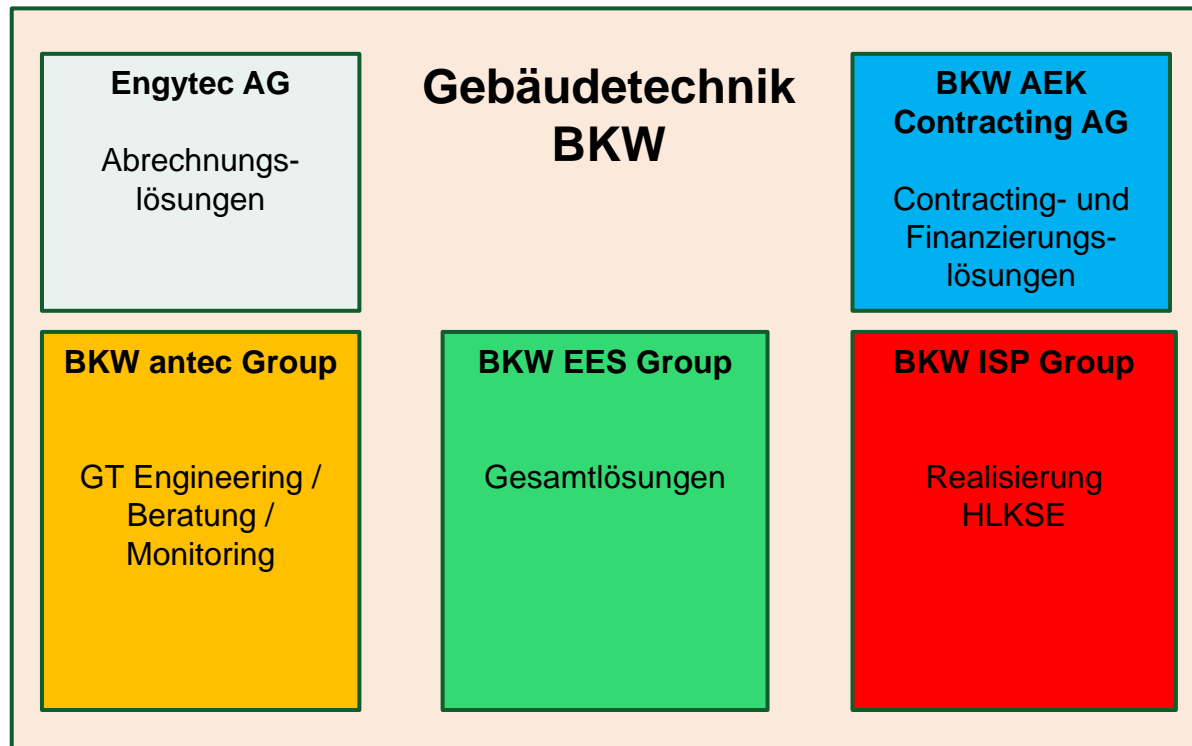 Engytec AG
Abrechnungs-
lösungen
Gebäudetechnik
BKW
BKW AEK
Contracting AG
Contracting- und
Finanzierungs-
lösungen
BKW antec Group
GT Engineering /
Beratung /
Monitoring
BKW EES Group
Gesamtlösungen
BKW ISP Group
Realisierung
HLKSE